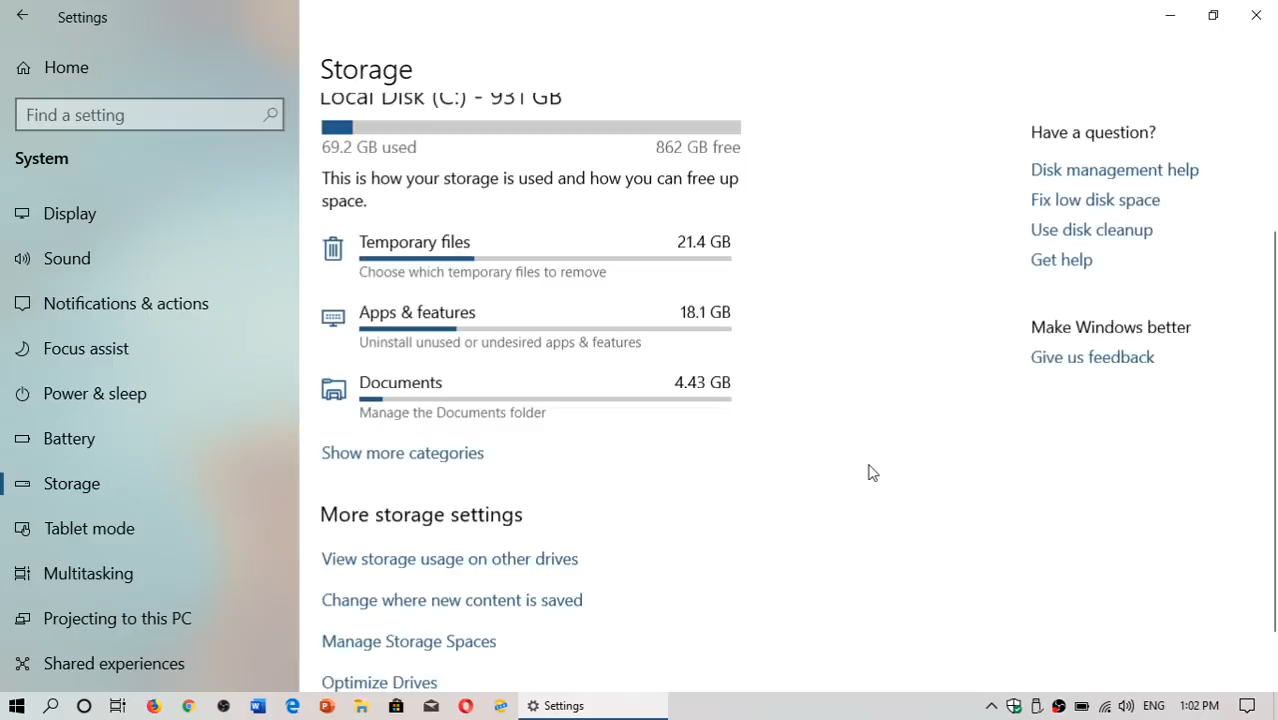 Settings
Home
Find a setting
System
Display
Sound
Notifications & actions
Focus assist
Power & sleep
Battery
Storage
Tablet mode
Multitasking
Projecting to this PC
Shared experiences
Storage
Local Disk (C:) - 931 GB
69.2 GB used
862 GB free
This is how your storage is used and how you can free up
space.
Temporary files
21.4 GB
Choose which temporary files to remove
Apps & features
18.1 GB
Uninstall unused or undesired apps & features
Documents
4.43 GB
Manage the Documents folder
Show more categories
More storage settings
View storage usage on other drives
Change where new content is saved
Manage Storage Spaces
Optimize Drives
Have a question?
Disk management help
Fix low disk space
Use disk cleanup
Get help
Make Windows better
Give us feedback
Settings
ENG
1:02 PM